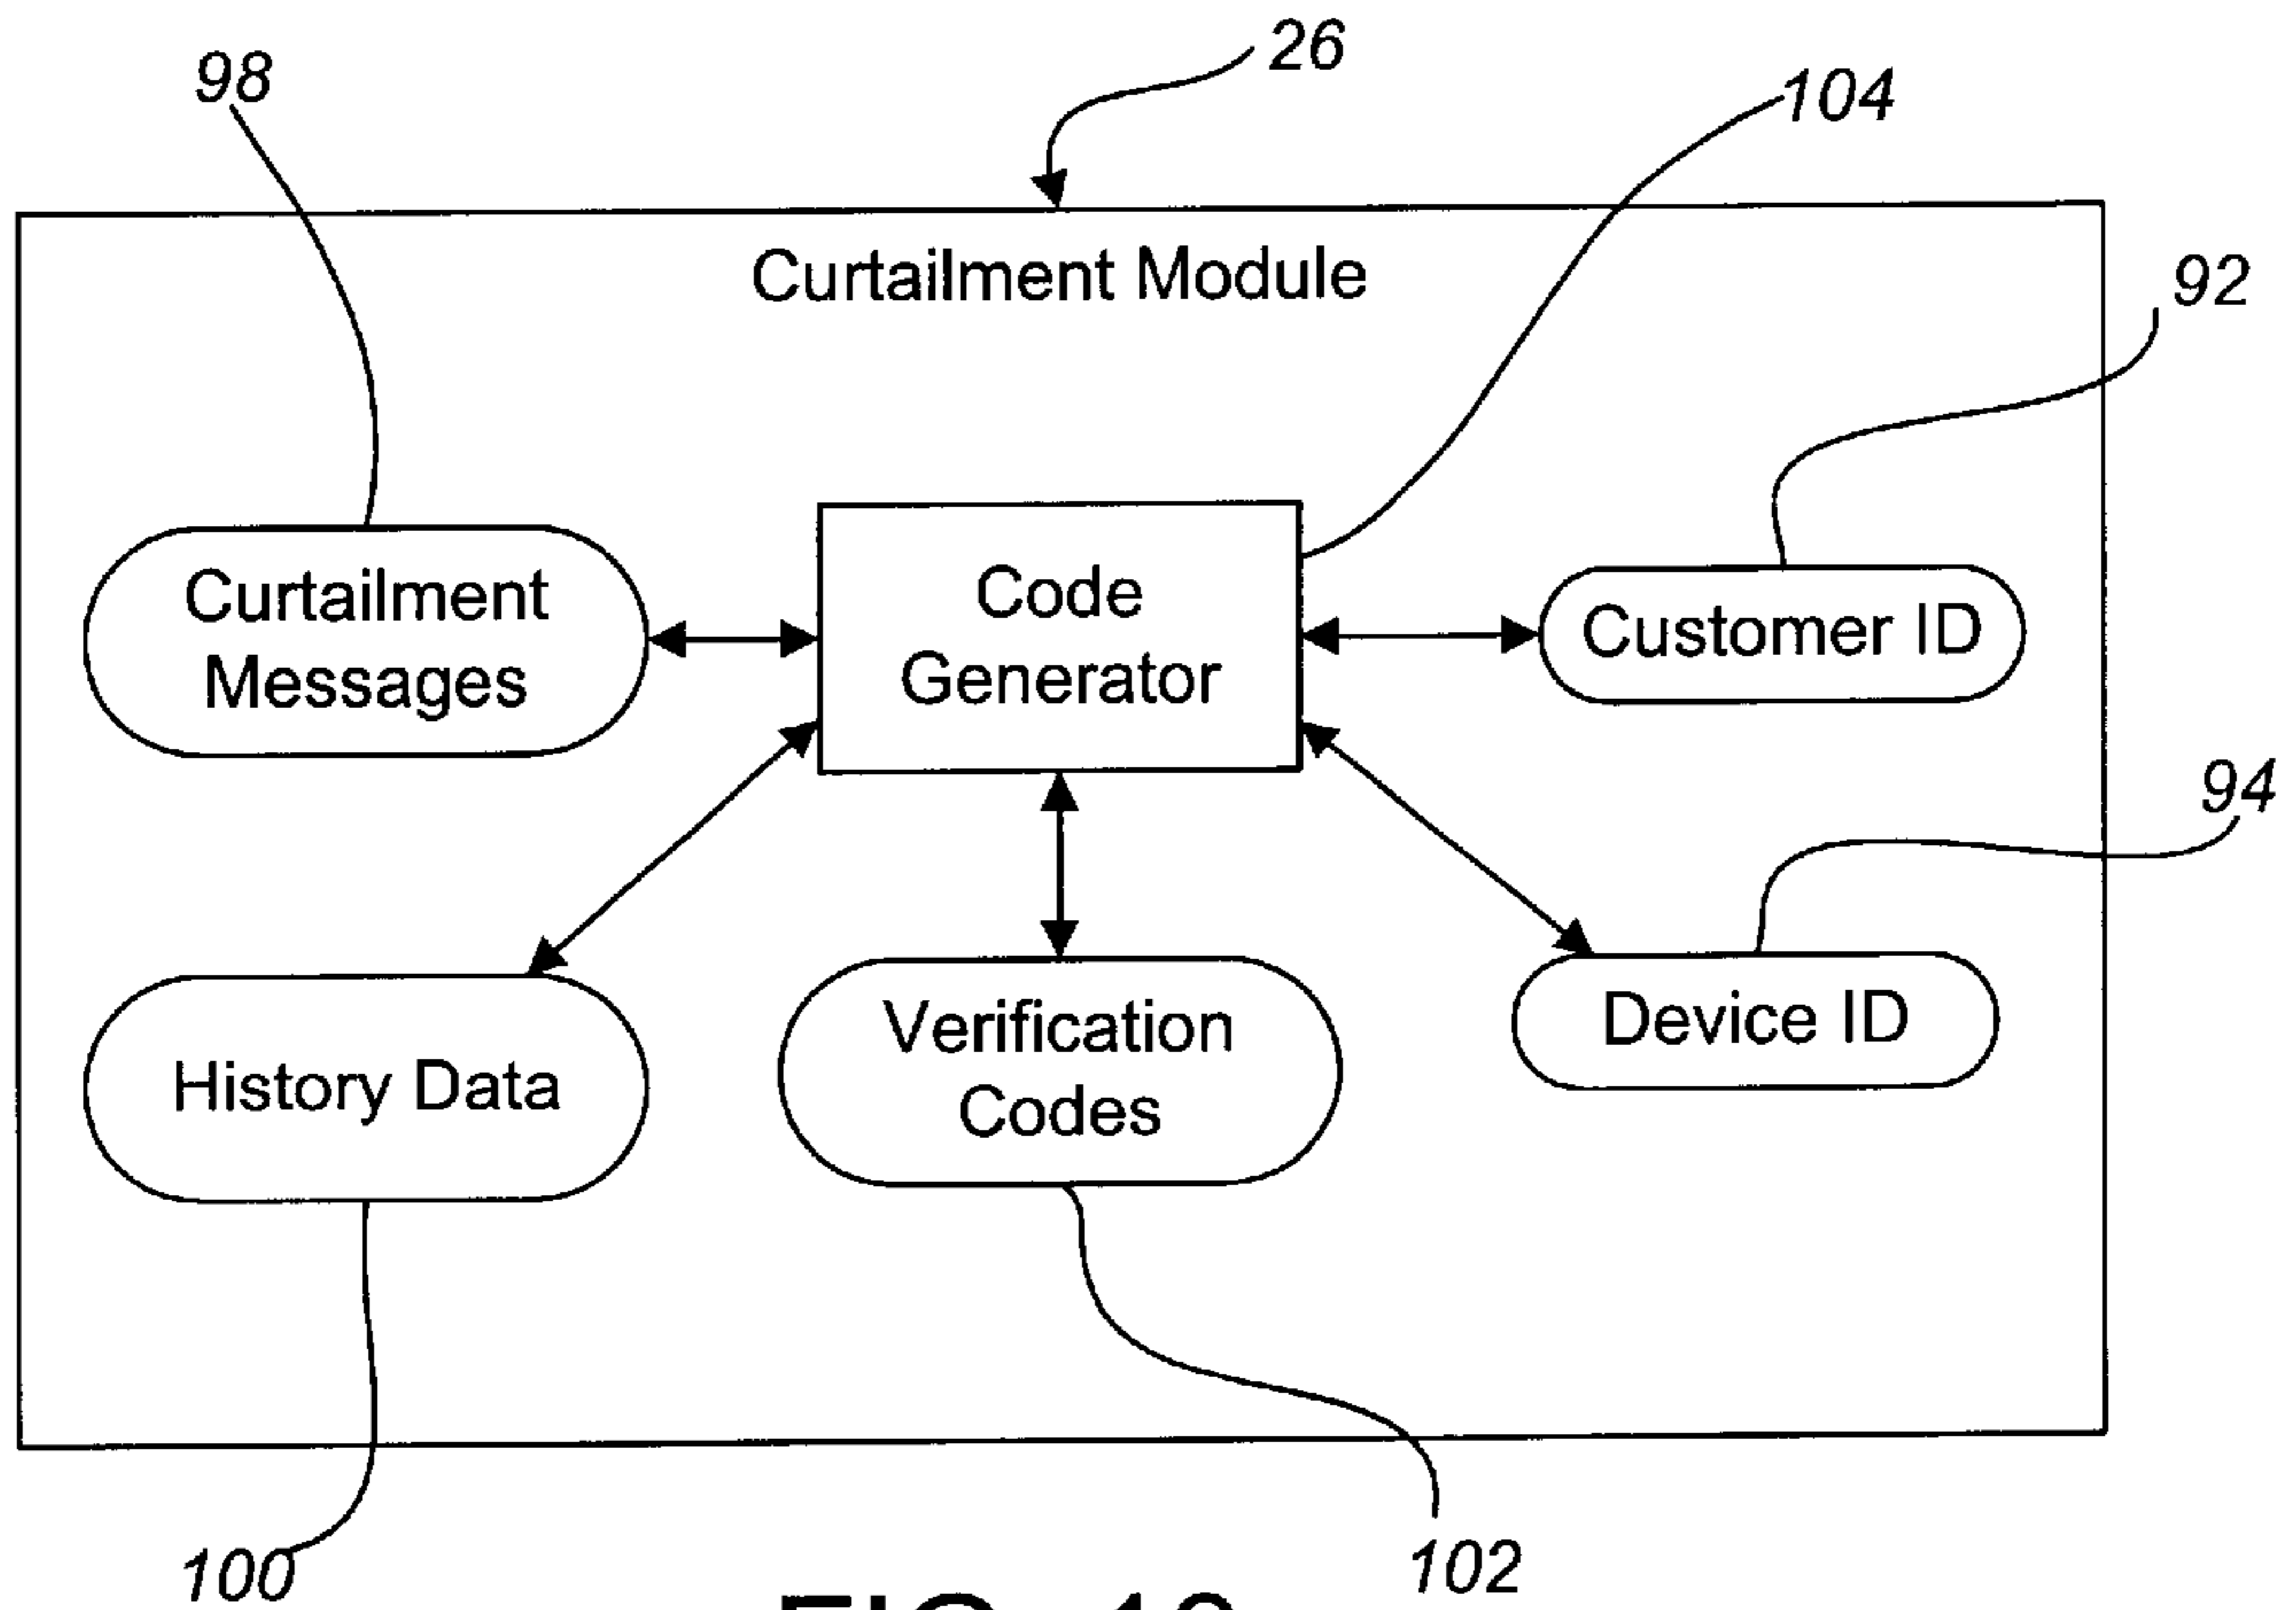 26
98
104
Curtailment Module
92
Curtailment
Messages
Code
Generator
Customer ID
94
History Data
Verification
Codes
Device ID
100
102